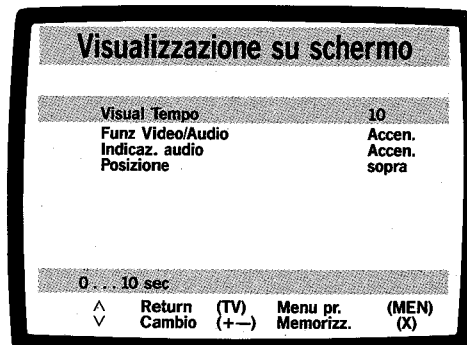 Visualizzazione su schermo
Visual Tempo 10
Funz Video/Audio Accen.
Indicaz. audio Accen.
Posizione sopra
0 . . . 10 sec
∧ Return (TV) Menu pr. (MEN)
∨ Cambio (+—) Memorizz. (X)